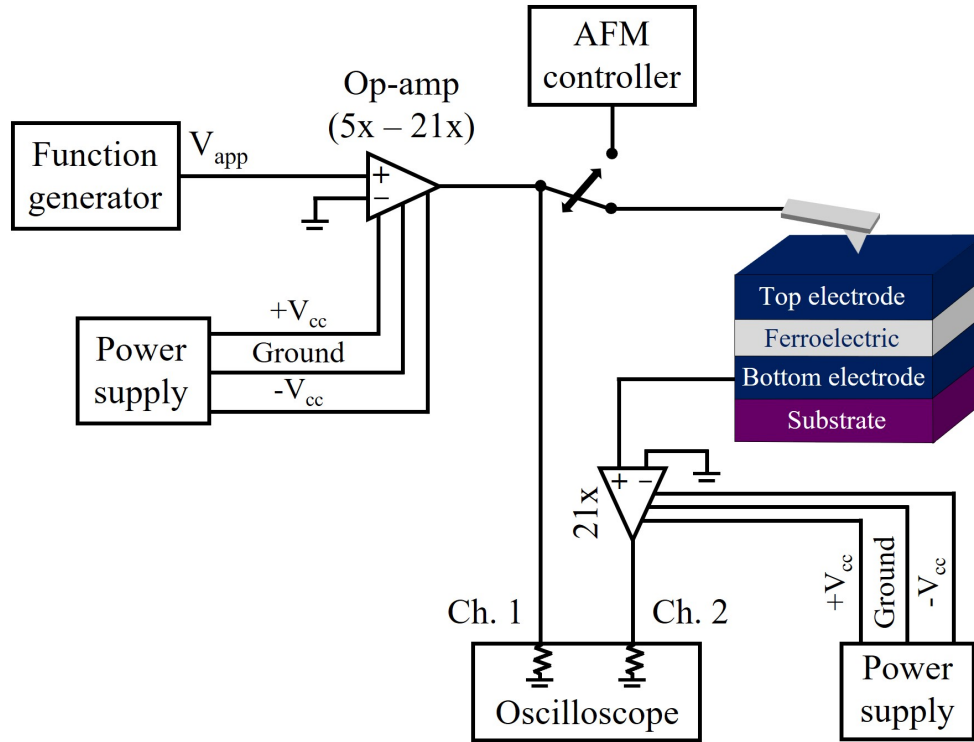 AFM
controller
Op-amp
(5x – 21x)
Function
generator
V_app
+
−
+V_cc
Ground
-V_cc
Power
supply
Top electrode
Ferroelectric
Bottom electrode
Substrate
+ −
21x
+V_cc
Ground
-V_cc
Ch. 1
Ch. 2
Oscilloscope
Power
supply